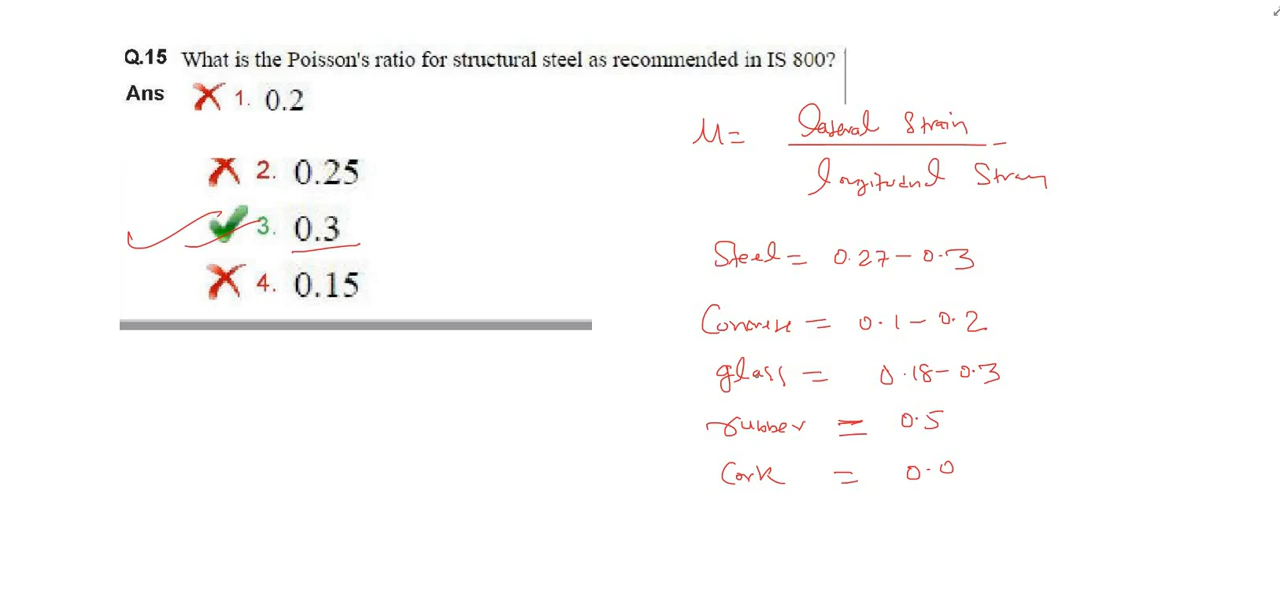 Q.15 What is the Poisson's ratio for structural steel as recommended in IS 800?
Ans 1. 0.2
2. 0.25
3. 0.3
4. 0.15
μ = lateral strain
longitudinal strain
Steel = 0.27 - 0.3
Concrete = 0.1 - 0.2
glass = 0.18 - 0.3
rubber = 0.5
Cork = 0.0